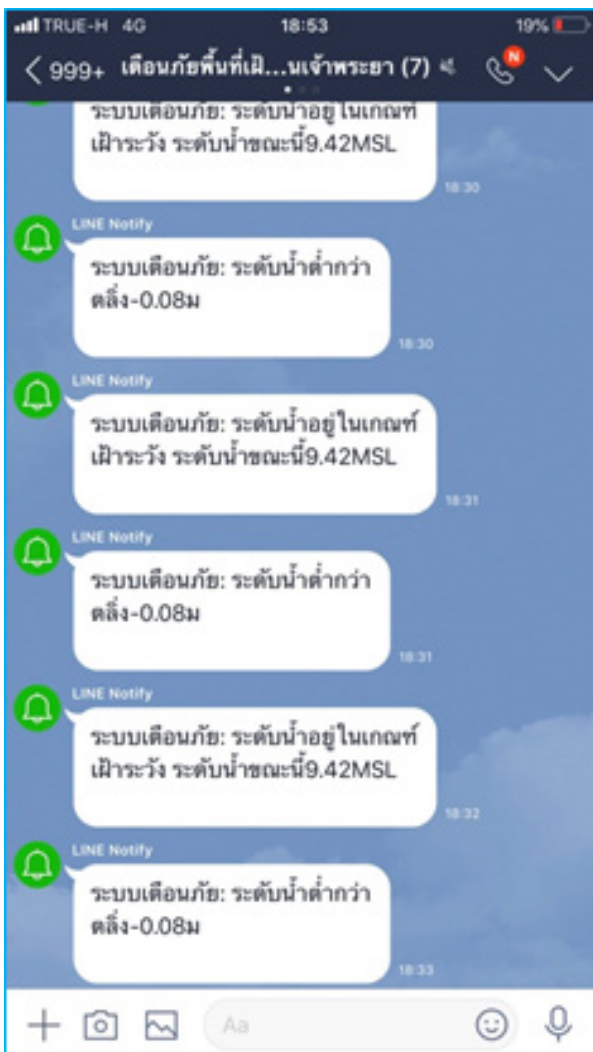 TRUE-H 4G 18:53 19%
999+ เตือนภัยพื้นที่เฝ้...นเจ้าพระยา (7) N
ระบบเตือนภัย: ระดับน้ำอยู่ในเกณฑ์
เฝ้าระวัง ระดับน้ำขณะนี้9.42MSL
18:30
LINE Notify
ระบบเตือนภัย: ระดับน้ำต่ำกว่า
ตลิ่ง-0.08ม
18:30
LINE Notify
ระบบเตือนภัย: ระดับน้ำอยู่ในเกณฑ์
เฝ้าระวัง ระดับน้ำขณะนี้9.42MSL
18:31
LINE Notify
ระบบเตือนภัย: ระดับน้ำต่ำกว่า
ตลิ่ง-0.08ม
18:31
LINE Notify
ระบบเตือนภัย: ระดับน้ำอยู่ในเกณฑ์
เฝ้าระวัง ระดับน้ำขณะนี้9.42MSL
18:32
LINE Notify
ระบบเตือนภัย: ระดับน้ำต่ำกว่า
ตลิ่ง-0.08ม
18:33
Aa